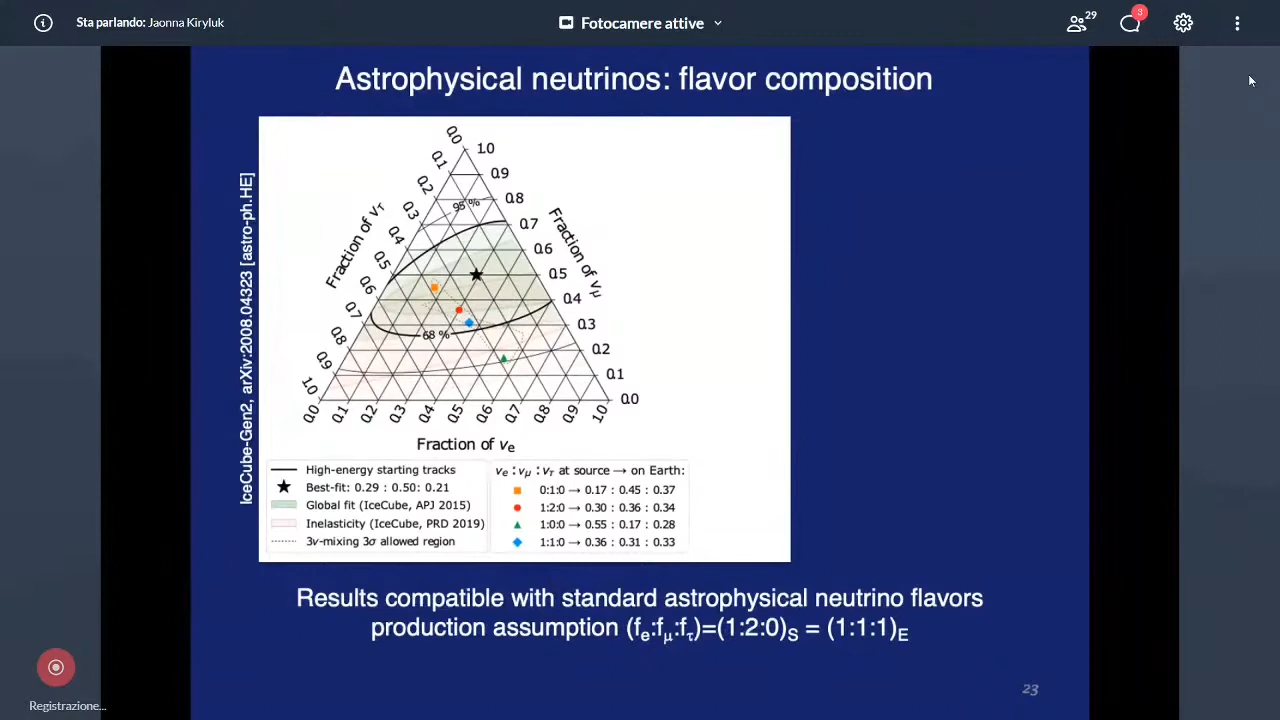 Sta parlando: Jaonna Kiryluk
Fotocamere attive
29
3
Astrophysical neutrinos: flavor composition
IceCube-Gen2, arXiv:2008.04323 [astro-ph.HE]
Fraction of ντ
0.0
0.1
0.2
0.3
0.4
0.5
0.6
0.7
0.8
0.9
1.0
Fraction of νμ
1.0
0.9
0.8
0.7
0.6
0.5
0.4
0.3
0.2
0.1
0.0
95 %
68 %
0.0 0.1 0.2 0.3 0.4 0.5 0.6 0.7 0.8 0.9 1.0
Fraction of νe
High-energy starting tracks
Best-fit: 0.29 : 0.50: 0.21
Global fit (IceCube, APJ 2015)
Inelasticity (IceCube, PRD 2019)
3ν-mixing 3σ allowed region
νe : νμ : ντ at source → on Earth:
0:1:0 → 0.17 : 0.45 : 0.37
1:2:0 → 0.30 : 0.36 : 0.34
1:0:0 → 0.55 : 0.17 : 0.28
1:1:0 → 0.36 : 0.31 : 0.33
Results compatible with standard astrophysical neutrino flavors
production assumption (fe:fμ:fτ)=(1:2:0)S = (1:1:1)E
23
Registrazione...